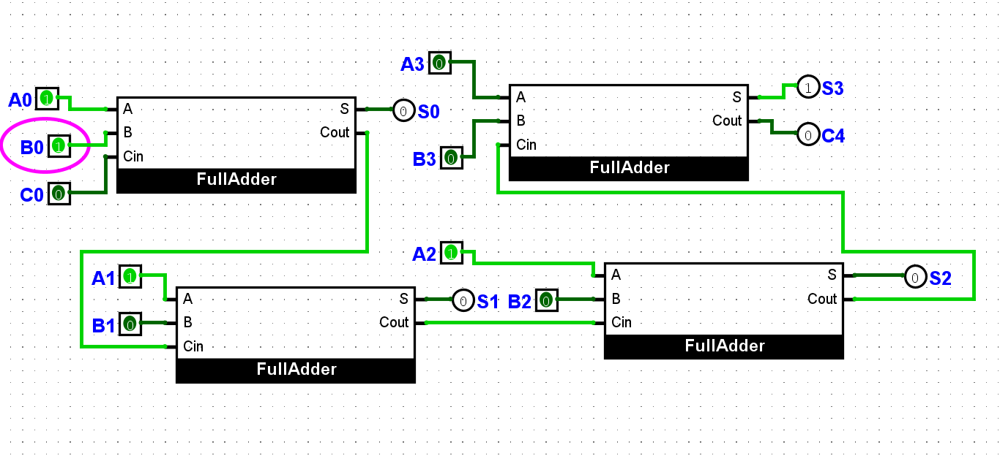 A0 1
B0 1
C0 0
A
B
Cin
S
Cout
FullAdder
0 S0
A3 0
B3 0
A
B
Cin
S
Cout
FullAdder
1 S3
0 C4
A1 1
B1 0
A
B
Cin
S
Cout
FullAdder
0 S1
A2 1
B2 0
A
B
Cin
S
Cout
FullAdder
0 S2